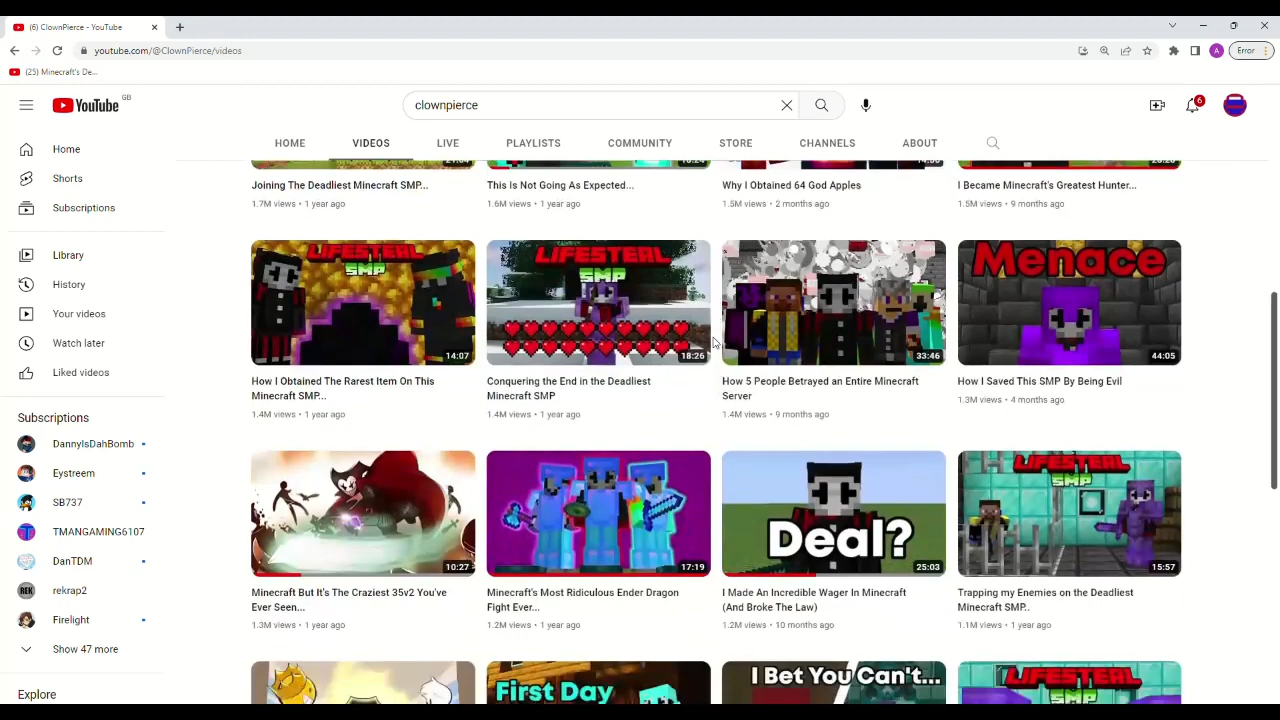 (6) ClownPierce - YouTube
youtube.com/@ClownPierce/videos
Error
(25) Minecraft's De...
YouTube GB
clownpierce
6
HOME VIDEOS LIVE PLAYLISTS COMMUNITY STORE CHANNELS ABOUT
Home
Shorts
Subscriptions
Library
History
Your videos
Watch later
Liked videos
Subscriptions
DannyIsDahBomb
Eystreem
SB737
TMANGAMING6107
DanTDM
REK
rekrap2
Firelight
Show 47 more
Explore
Joining The Deadliest Minecraft SMP...
1.7M views • 1 year ago
This Is Not Going As Expected...
1.6M views • 1 year ago
Why I Obtained 64 God Apples
1.5M views • 2 months ago
I Became Minecraft's Greatest Hunter...
1.5M views • 9 months ago
LIFESTEAL
SMP
14:07
How I Obtained The Rarest Item On This
Minecraft SMP...
1.4M views • 1 year ago
LIFESTEAL
SMP
18:26
Conquering the End in the Deadliest
Minecraft SMP
1.4M views • 1 year ago
33:46
How 5 People Betrayed an Entire Minecraft
Server
1.4M views • 9 months ago
Menace
44:05
How I Saved This SMP By Being Evil
1.3M views • 4 months ago
10:27
Minecraft But It's The Craziest 35v2 You've
Ever Seen...
1.3M views • 1 year ago
17:19
Minecraft's Most Ridiculous Ender Dragon
Fight Ever...
1.2M views • 1 year ago
Deal?
25:03
I Made An Incredible Wager In Minecraft
(And Broke The Law)
1.2M views • 10 months ago
LIFESTEAL
SMP
15:57
Trapping my Enemies on the Deadliest
Minecraft SMP..
1.1M views • 1 year ago
First Day
I Bet You Can't...
LIFESTEAL
SMP